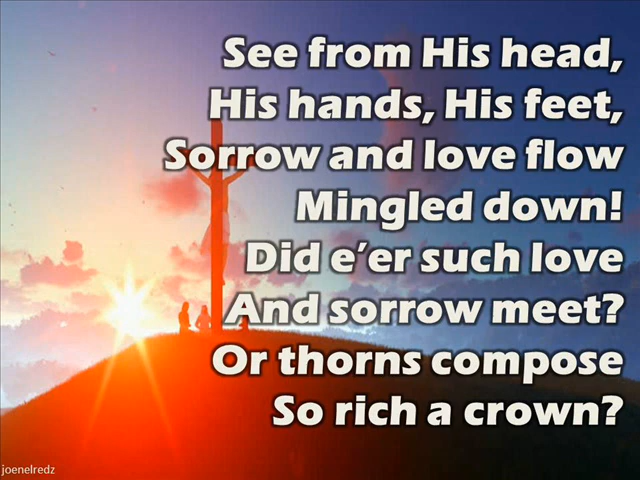 See from His head,
His hands, His feet,
Sorrow and love flow
Mingled down!
Did e'er such love
And sorrow meet?
Or thorns compose
So rich a crown?
joenelredz